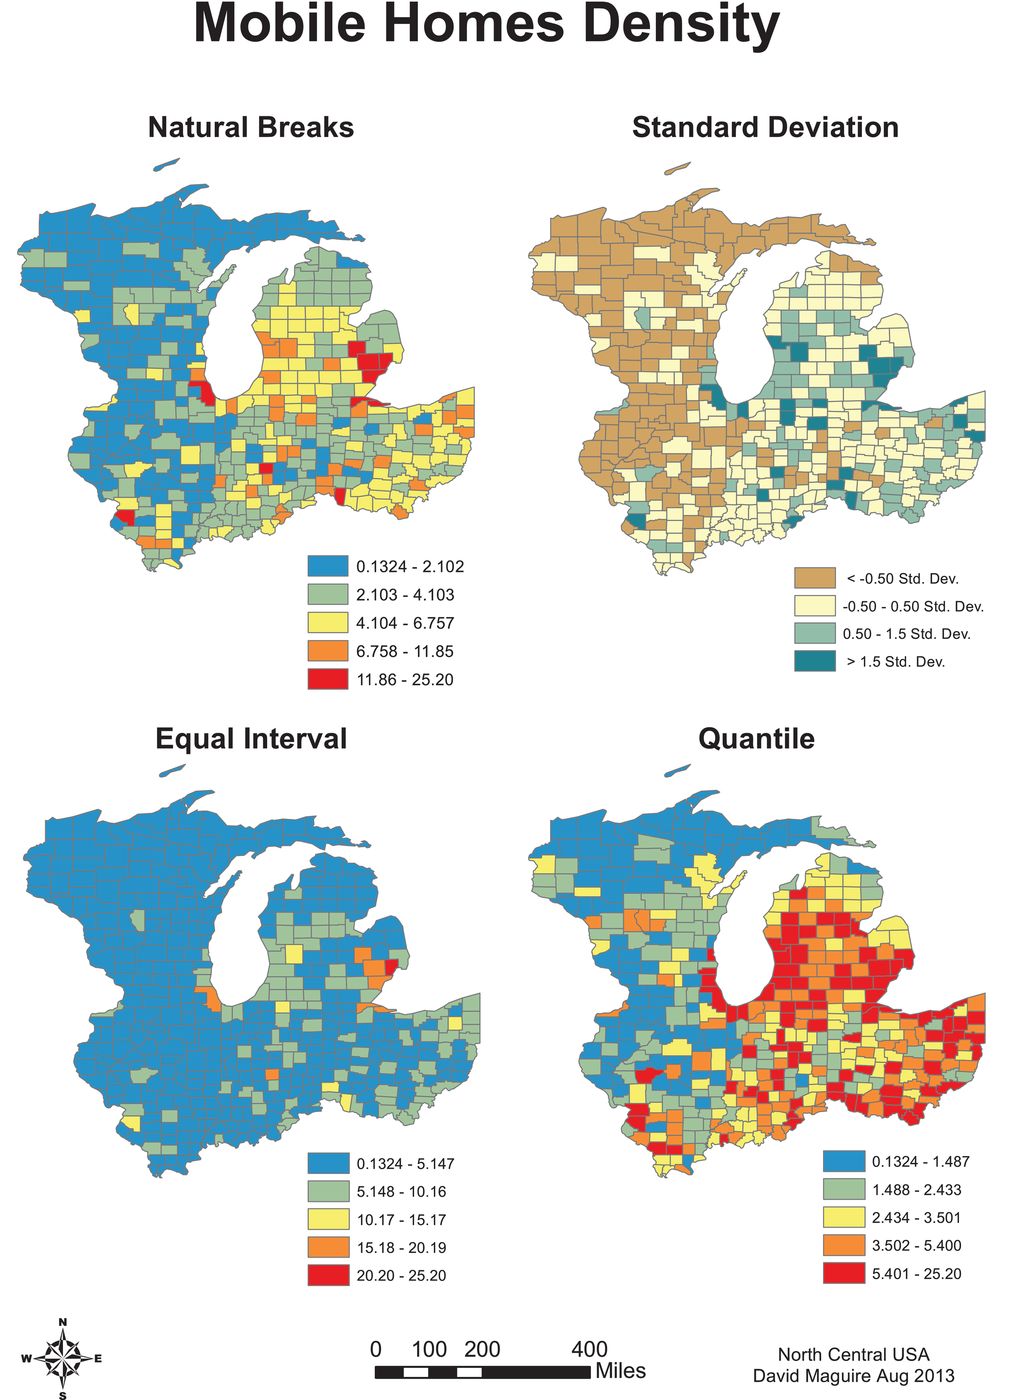 Mobile Homes Density
Natural Breaks
Standard Deviation
0.1324 - 2.102
2.103 - 4.103
4.104 - 6.757
6.758 - 11.85
11.86 - 25.20
< -0.50 Std. Dev.
-0.50 - 0.50 Std. Dev.
0.50 - 1.5 Std. Dev.
> 1.5 Std. Dev.
Equal Interval
Quantile
0.1324 - 5.147
5.148 - 10.16
10.17 - 15.17
15.18 - 20.19
20.20 - 25.20
0.1324 - 1.487
1.488 - 2.433
2.434 - 3.501
3.502 - 5.400
5.401 - 25.20
N
W E
S
0 100 200 400
Miles
North Central USA
David Maguire Aug 2013